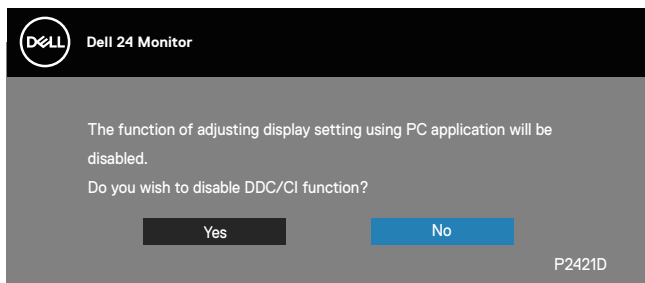 DELL
Dell 24 Monitor
The function of adjusting display setting using PC application will be
disabled.
Do you wish to disable DDC/CI function?
Yes
No
P2421D